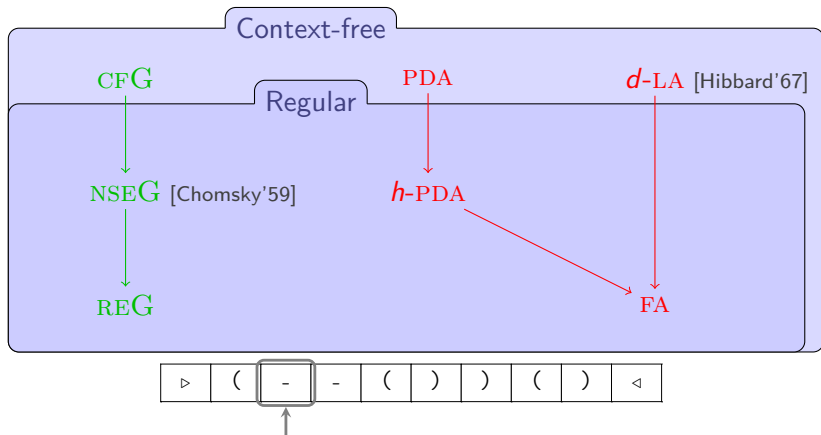 Context-free
CFG PDA d-LA [Hibbard'67]
Regular
NSEG [Chomsky'59] h-PDA
REG FA
▷ ( - - ( ) ) ( ) ◁